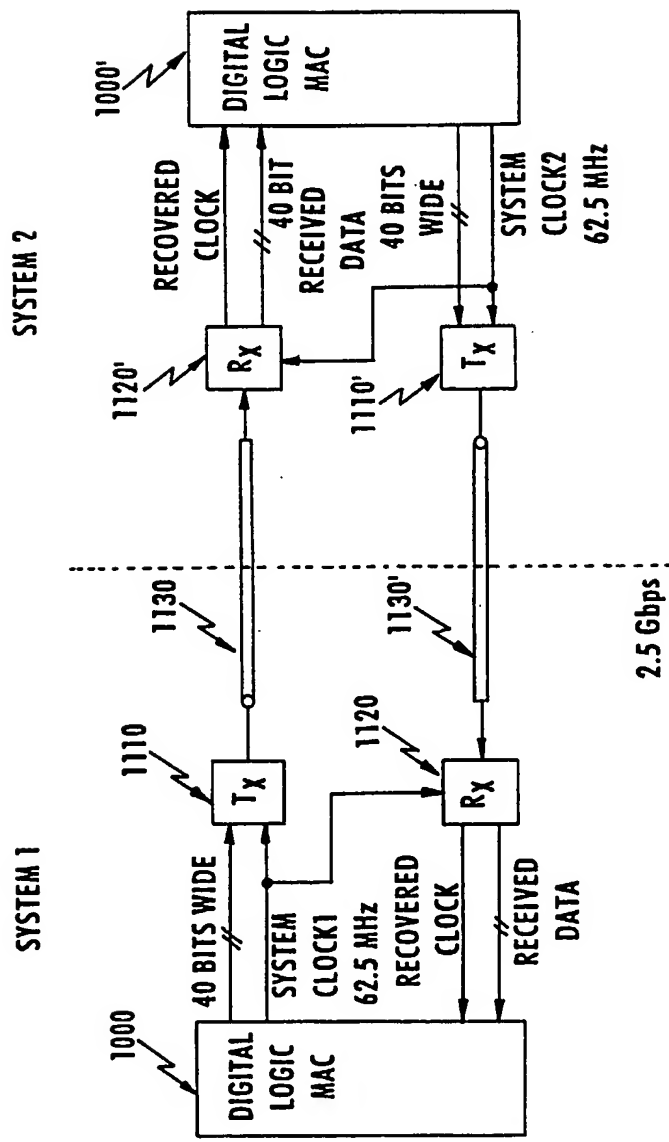 SYSTEM 1
SYSTEM 2
1000
DIGITAL
LOGIC
MAC
40 BITS WIDE
SYSTEM
CLOCK1
62.5 MHz
RECOVERED
CLOCK
RECEIVED
DATA
1110
TX
1120
RX
1130
1130'
2.5 Gbps
1120'
RX
1110'
TX
RECOVERED
CLOCK
40 BIT
RECEIVED
DATA
40 BITS
WIDE
SYSTEM
CLOCK2
62.5 MHz
1000'
DIGITAL
LOGIC
MAC